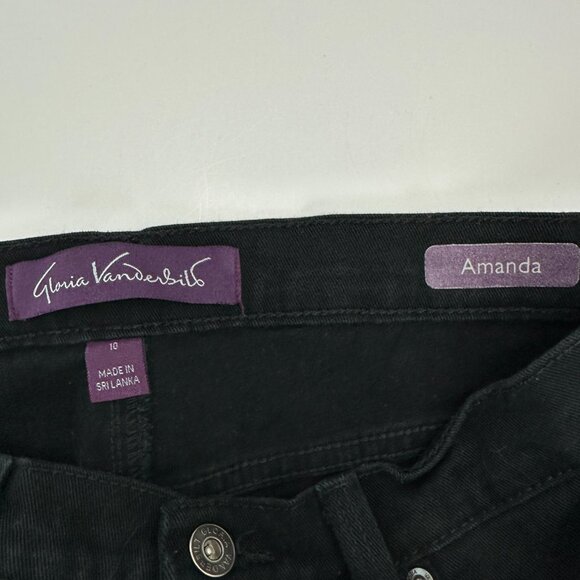 Gloria Vanderbilt
Amanda
10
MADE IN
SRI LANKA